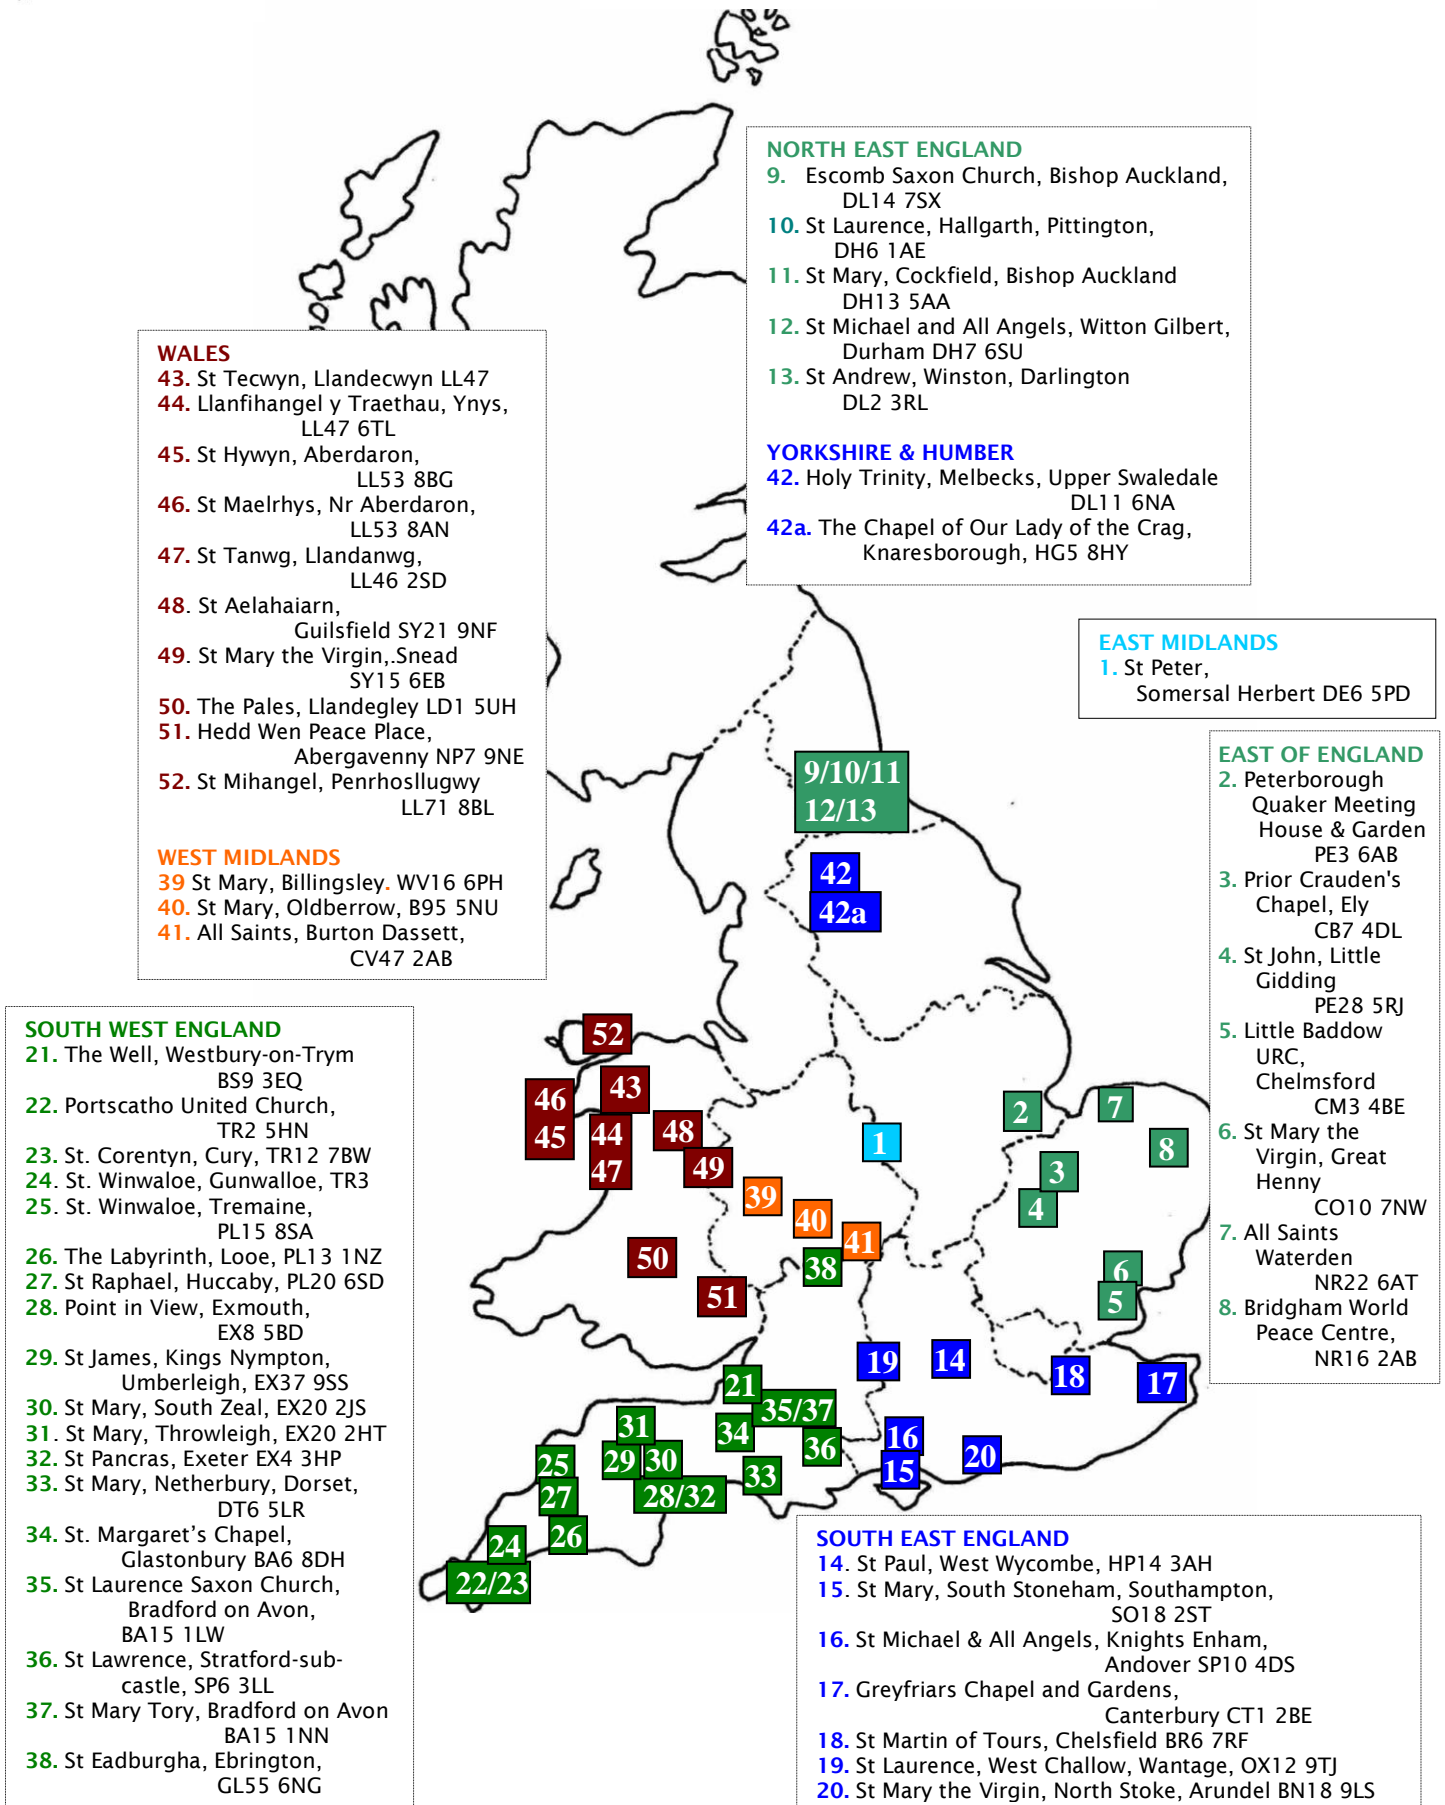 NORTH EAST ENGLAND
9. Escomb Saxon Church, Bishop Auckland,
DL14 7SX
10. St Laurence, Hallgarth, Pittington,
DH6 1AE
11. St Mary, Cockfield, Bishop Auckland
DH13 5AA
12. St Michael and All Angels, Witton Gilbert,
Durham DH7 6SU
13. St Andrew, Winston, Darlington
DL2 3RL
YORKSHIRE & HUMBER
42. Holy Trinity, Melbecks, Upper Swaledale
DL11 6NA
42a. The Chapel of Our Lady of the Crag,
Knaresborough, HG5 8HY
WALES
43. St Tecwyn, Llandecwyn LL47
44. Llanfihangel y Traethau, Ynys,
LL47 6TL
45. St Hywyn, Aberdaron,
LL53 8BG
46. St Maelrhys, Nr Aberdaron,
LL53 8AN
47. St Tanwg, Llandanwg,
LL46 2SD
48. St Aelahaiarn,
Guilsfield SY21 9NF
49. St Mary the Virgin,.Snead
SY15 6EB
50. The Pales, Llandegley LD1 5UH
51. Hedd Wen Peace Place,
Abergavenny NP7 9NE
52. St Mihangel, Penrhosllugwy
LL71 8BL
WEST MIDLANDS
39 St Mary, Billingsley. WV16 6PH
40. St Mary, Oldberrow, B95 5NU
41. All Saints, Burton Dassett,
CV47 2AB
EAST MIDLANDS
1. St Peter,
Somersal Herbert DE6 5PD
EAST OF ENGLAND
2. Peterborough
Quaker Meeting
House & Garden
PE3 6AB
3. Prior Crauden's
Chapel, Ely
CB7 4DL
4. St John, Little
Gidding
PE28 5RJ
5. Little Baddow
URC,
Chelmsford
CM3 4BE
6. St Mary the
Virgin, Great
Henny
CO10 7NW
7. All Saints
Waterden
NR22 6AT
8. Bridgham World
Peace Centre,
NR16 2AB
SOUTH WEST ENGLAND
21. The Well, Westbury-on-Trym
BS9 3EQ
22. Portscatho United Church,
TR2 5HN
23. St. Corentyn, Cury, TR12 7BW
24. St. Winwaloe, Gunwalloe, TR3
25. St. Winwaloe, Tremaine,
PL15 8SA
26. The Labyrinth, Looe, PL13 1NZ
27. St Raphael, Huccaby, PL20 6SD
28. Point in View, Exmouth,
EX8 5BD
29. St James, Kings Nympton,
Umberleigh, EX37 9SS
30. St Mary, South Zeal, EX20 2JS
31. St Mary, Throwleigh, EX20 2HT
32. St Pancras, Exeter EX4 3HP
33. St Mary, Netherbury, Dorset,
DT6 5LR
34. St. Margaret's Chapel,
Glastonbury BA6 8DH
35. St Laurence Saxon Church,
Bradford on Avon,
BA15 1LW
36. St Lawrence, Stratford-sub-
castle, SP6 3LL
37. St Mary Tory, Bradford on Avon
BA15 1NN
38. St Eadburgha, Ebrington,
GL55 6NG
SOUTH EAST ENGLAND
14. St Paul, West Wycombe, HP14 3AH
15. St Mary, South Stoneham, Southampton,
SO18 2ST
16. St Michael & All Angels, Knights Enham,
Andover SP10 4DS
17. Greyfriars Chapel and Gardens,
Canterbury CT1 2BE
18. St Martin of Tours, Chelsfield BR6 7RF
19. St Laurence, West Challow, Wantage, OX12 9TJ
20. St Mary the Virgin, North Stoke, Arundel BN18 9LS
9/10/11
12/13
42
42a
52
43
46
45
44
47
48
49
1
2
7
8
3
4
39
40
41
38
50
51
6
5
19
14
18
17
21
35/37
31
34
36
16
15
20
25
29
30
33
27
28/32
26
24
22/23